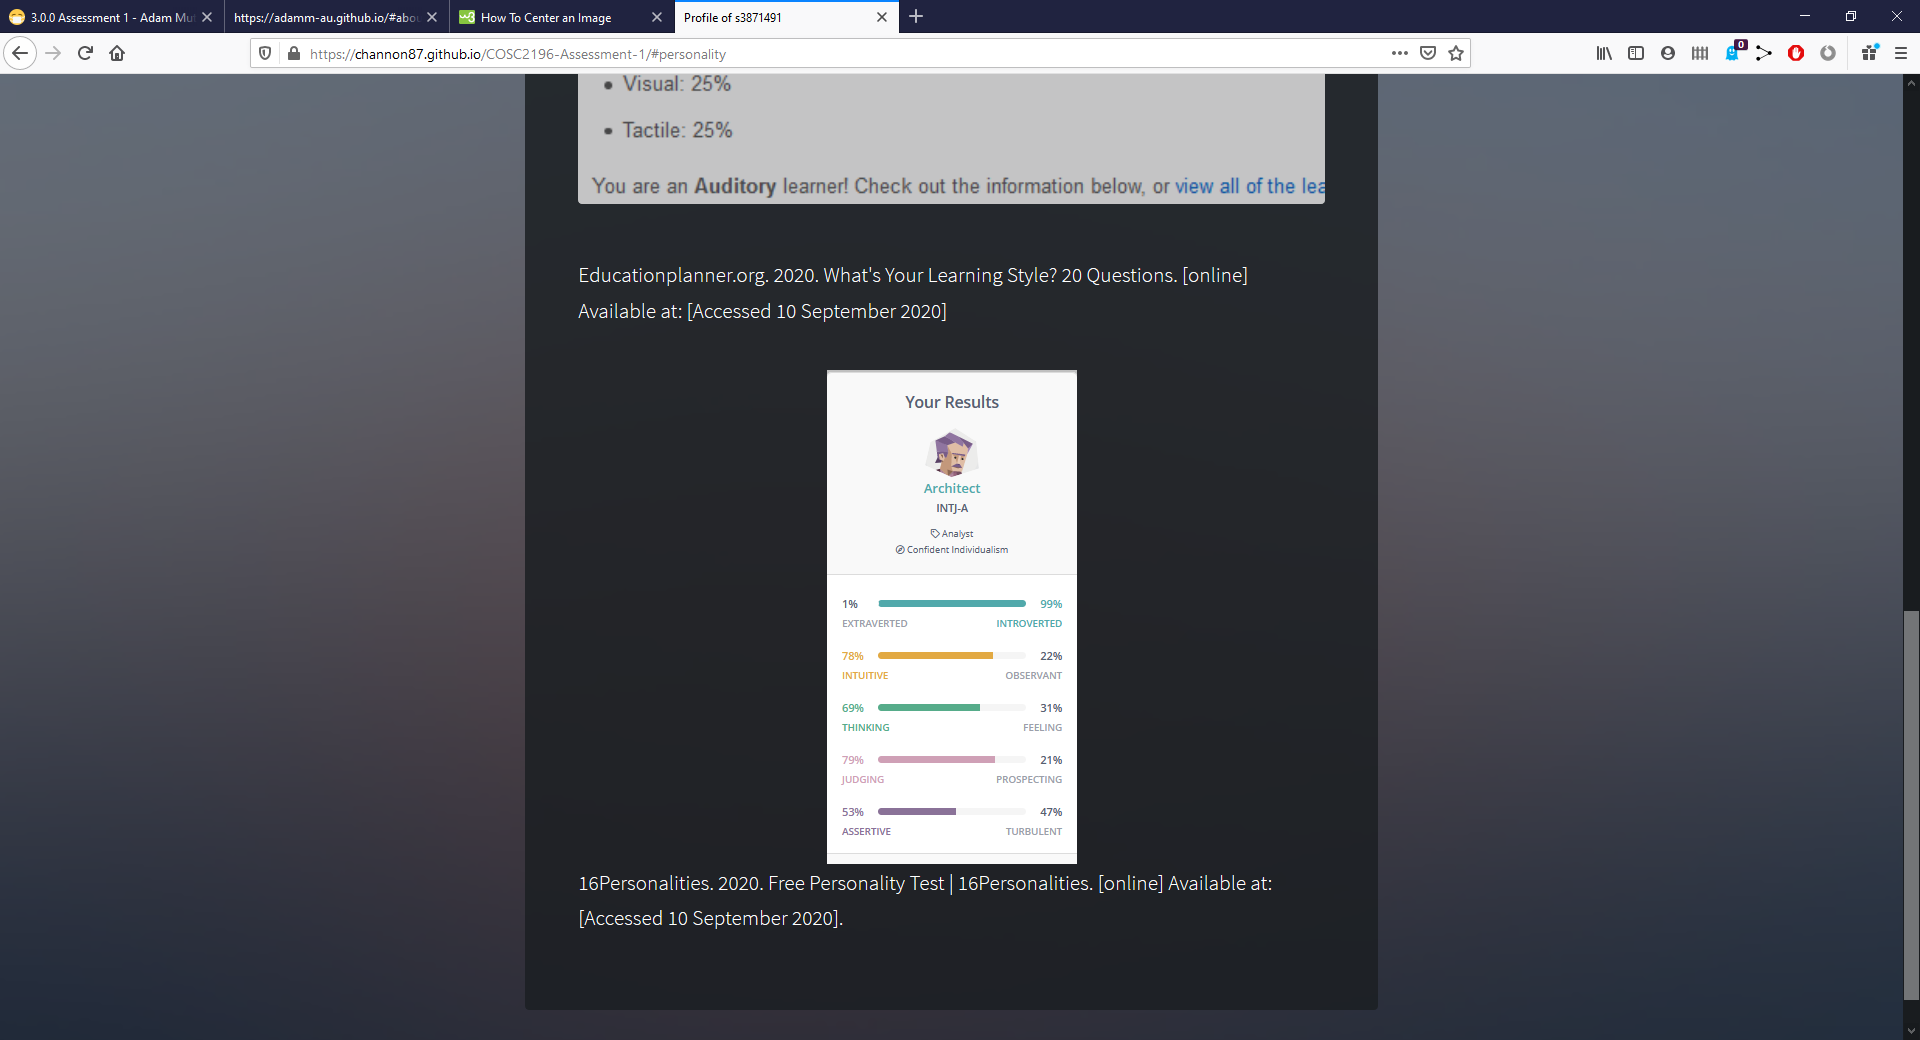 3.0.0 Assessment 1 - Adam Mu
https://adamm-au.github.io/#abou
How To Center an Image
Profile of s3871491
https://channon87.github.io/COSC2196-Assessment-1/#personality
0
Visual: 25%
Tactile: 25%
You are an Auditory learner! Check out the information below, or view all of the lea
Educationplanner.org. 2020. What's Your Learning Style? 20 Questions. [online]
Available at: [Accessed 10 September 2020]
Your Results
Architect
INTJ-A
Analyst
Confident Individualism
1% 99%
EXTRAVERTED INTROVERTED
78% 22%
INTUITIVE OBSERVANT
69% 31%
THINKING FEELING
79% 21%
JUDGING PROSPECTING
53% 47%
ASSERTIVE TURBULENT
16Personalities. 2020. Free Personality Test | 16Personalities. [online] Available at:
[Accessed 10 September 2020].